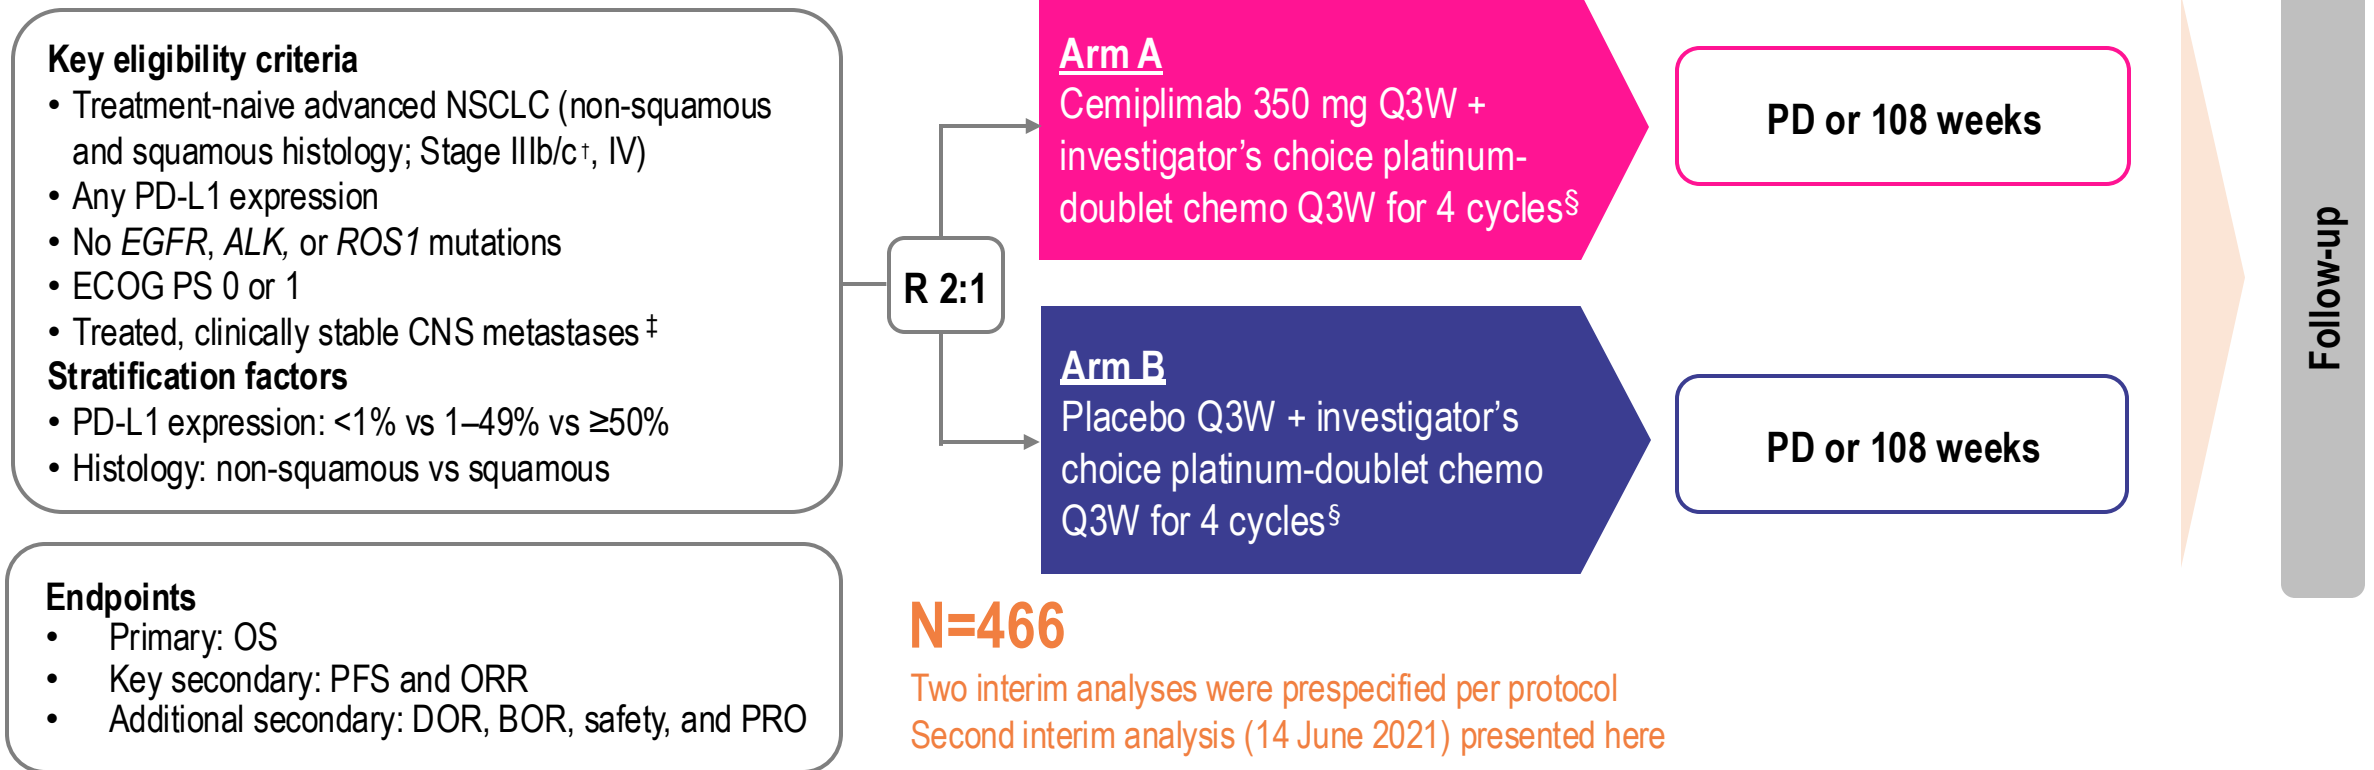 Key eligibility criteria
• Treatment-naive advanced NSCLC (non-squamous
and squamous histology; Stage IIIb/c†, IV)
• Any PD-L1 expression
• No EGFR, ALK, or ROS1 mutations
• ECOG PS 0 or 1
• Treated, clinically stable CNS metastases‡
Stratification factors
• PD-L1 expression: <1% vs 1–49% vs ≥50%
• Histology: non-squamous vs squamous
Endpoints
• Primary: OS
• Key secondary: PFS and ORR
• Additional secondary: DOR, BOR, safety, and PRO
R 2:1
Arm A
Cemiplimab 350 mg Q3W +
investigator's choice platinum-
doublet chemo Q3W for 4 cycles§
PD or 108 weeks
Arm B
Placebo Q3W + investigator's
choice platinum-doublet chemo
Q3W for 4 cycles§
PD or 108 weeks
Follow-up
N=466
Two interim analyses were prespecified per protocol
Second interim analysis (14 June 2021) presented here